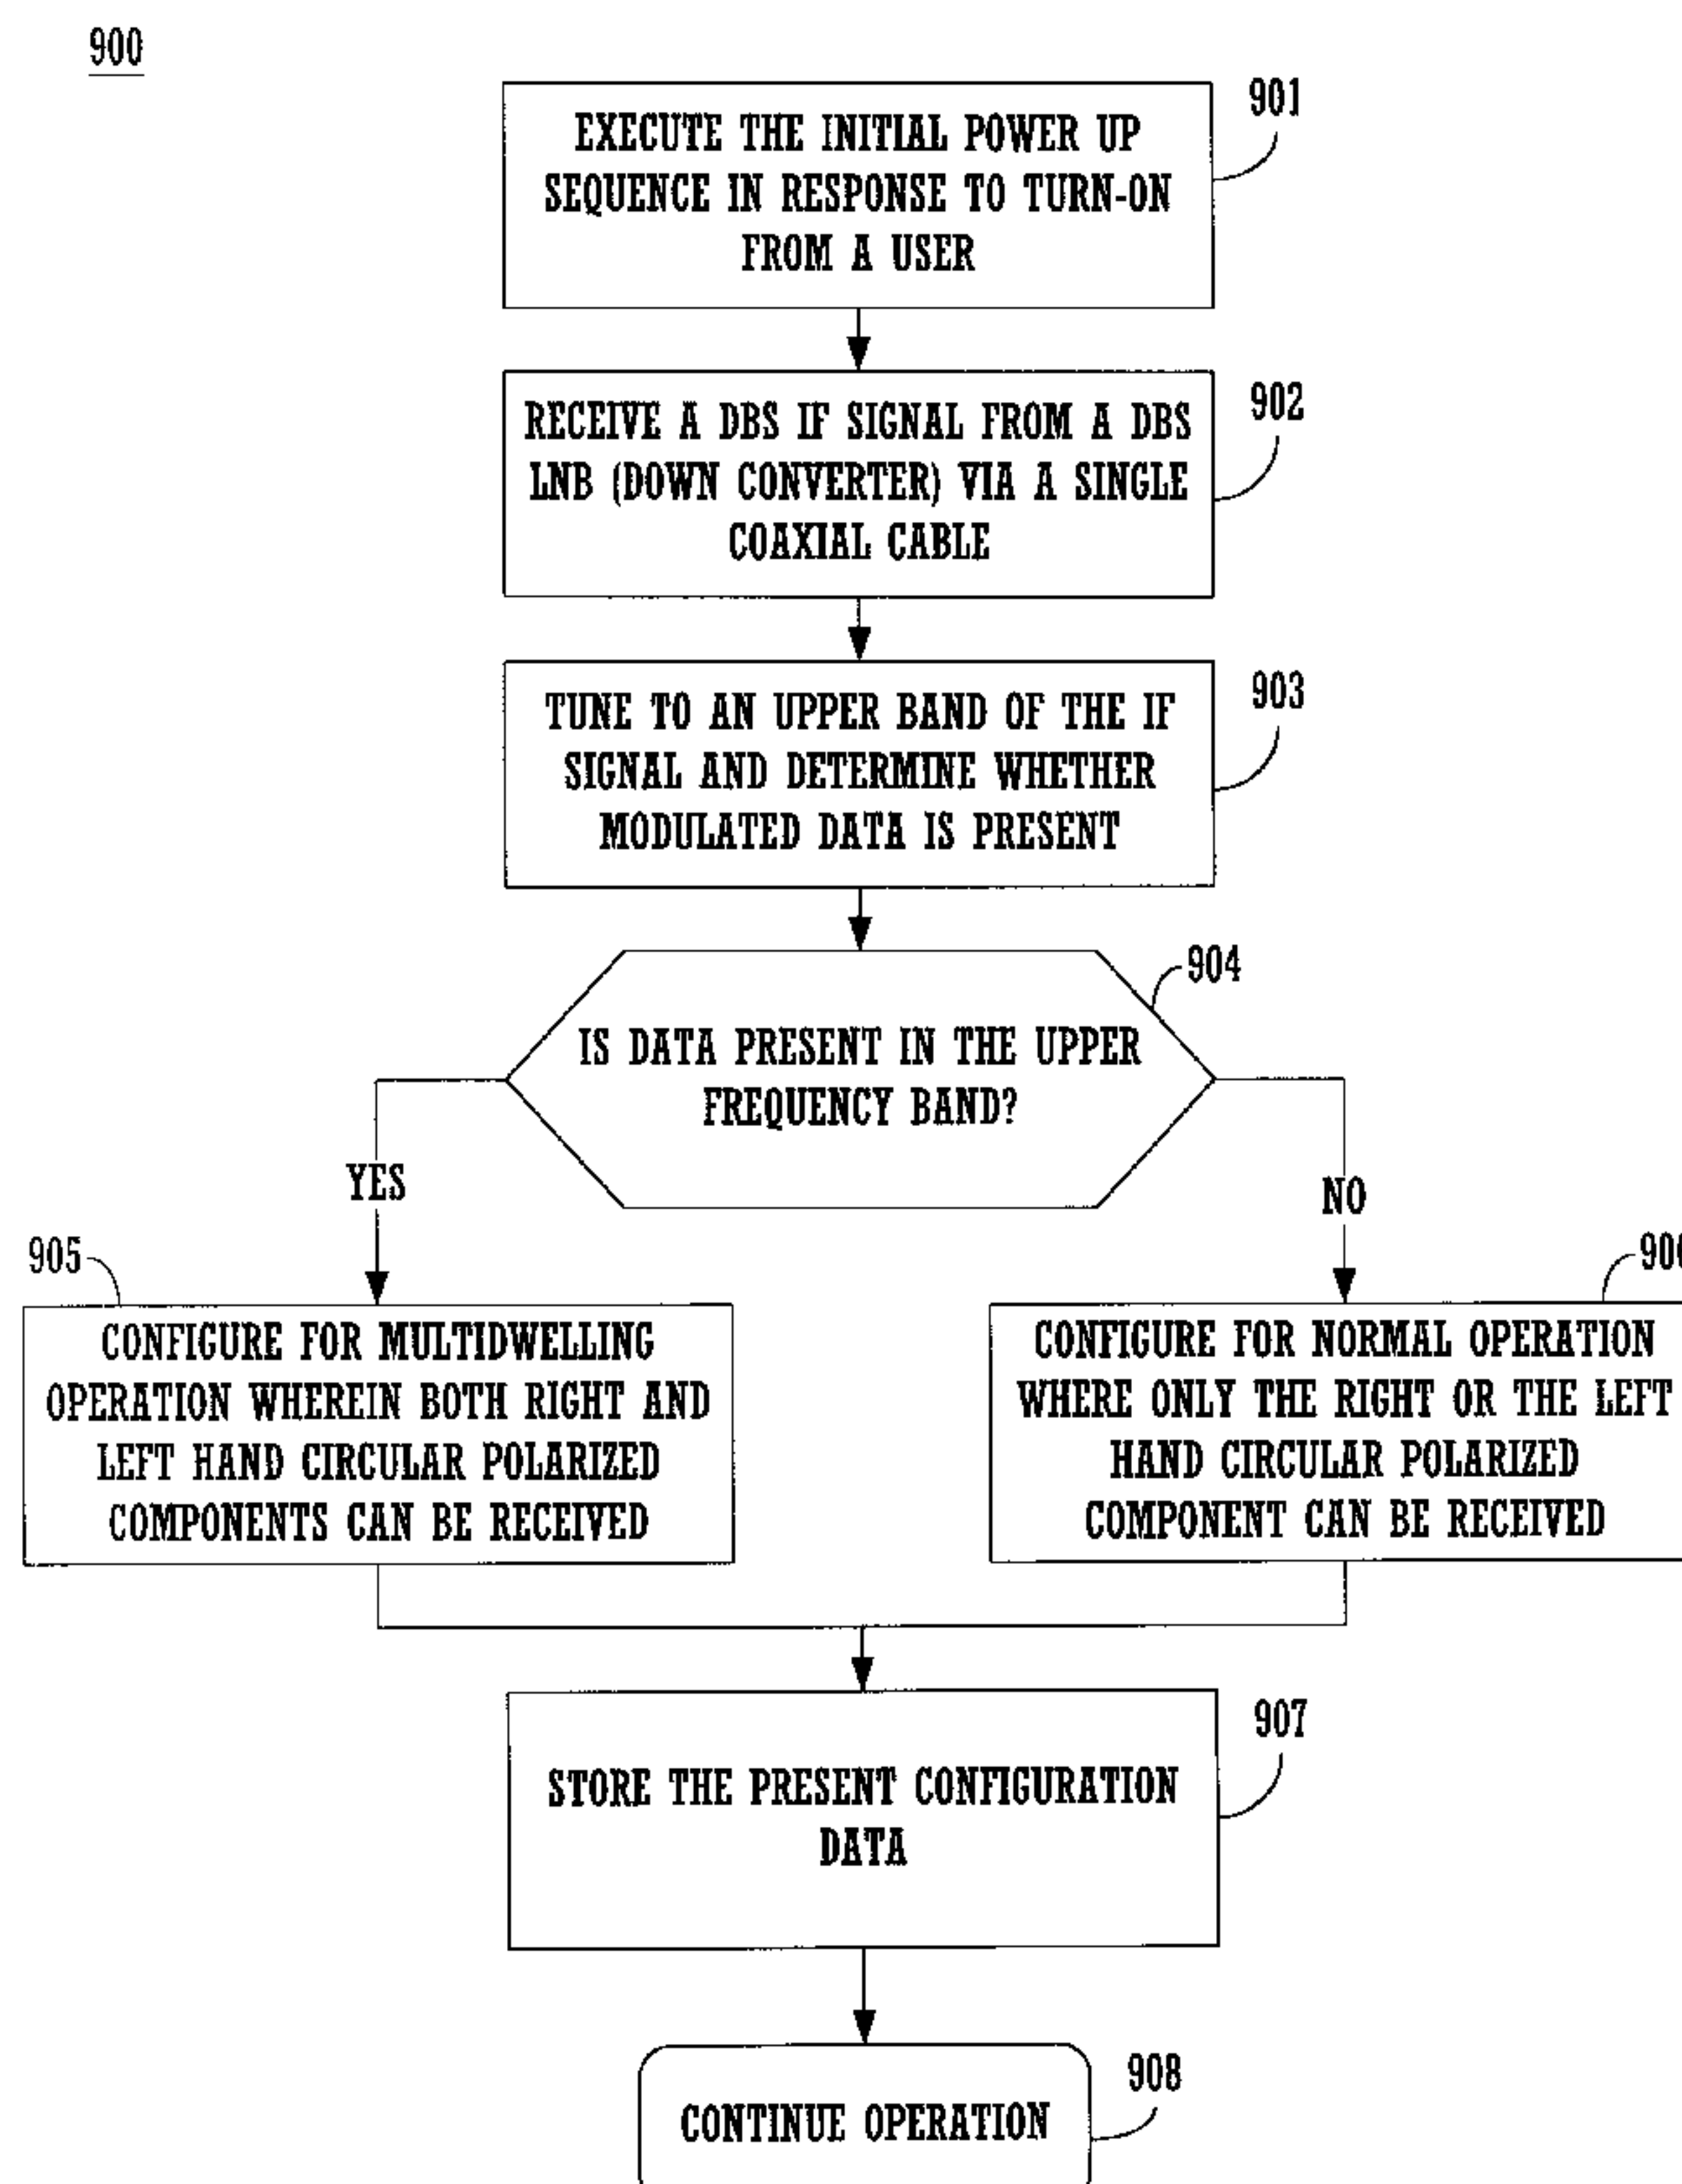 900
901
EXECUTE THE INITIAL POWER UP
SEQUENCE IN RESPONSE TO TURN-ON
FROM A USER
902
RECEIVE A DBS IF SIGNAL FROM A DBS
LNB (DOWN CONVERTER) VIA A SINGLE
COAXIAL CABLE
903
TUNE TO AN UPPER BAND OF THE IF
SIGNAL AND DETERMINE WHETHER
MODULATED DATA IS PRESENT
904
IS DATA PRESENT IN THE UPPER
FREQUENCY BAND?
YES
NO
905
CONFIGURE FOR MULTIDWELLING
OPERATION WHEREIN BOTH RIGHT AND
LEFT HAND CIRCULAR POLARIZED
COMPONENTS CAN BE RECEIVED
CONFIGURE FOR NORMAL OPERATION
WHERE ONLY THE RIGHT OR THE LEFT
HAND CIRCULAR POLARIZED
COMPONENT CAN BE RECEIVED
907
STORE THE PRESENT CONFIGURATION
DATA
908
CONTINUE OPERATION